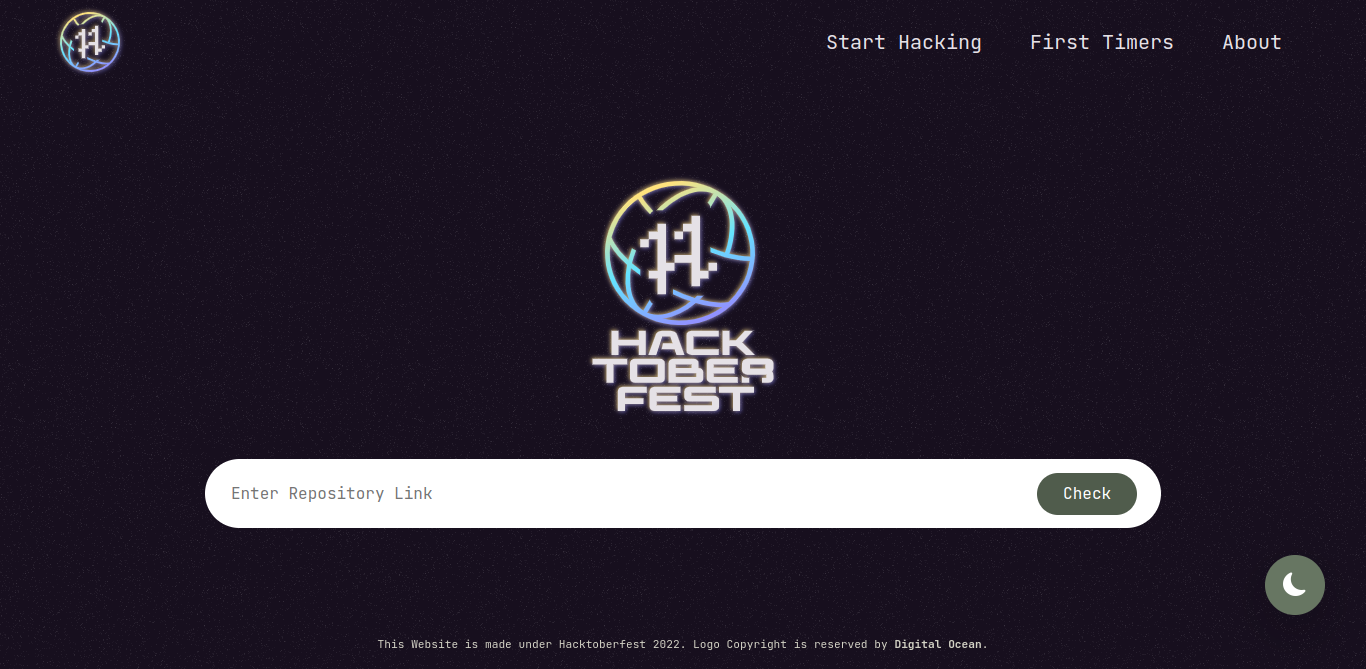 Start Hacking First Timers About
HACK
TOBER
FEST
Enter Repository Link Check
This Website is made under Hacktoberfest 2022. Logo Copyright is reserved by Digital Ocean.